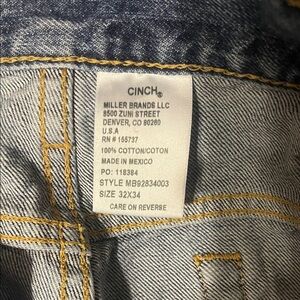 CINCH®
MILLER BRANDS LLC
8500 ZUNI STREET
DENVER, CO 80260
U.S.A
RN # 155737
100% COTTON/COTON
MADE IN MEXICO
PO: 118384
STYLE MB92834003
SIZE 32X34
CARE ON REVERSE